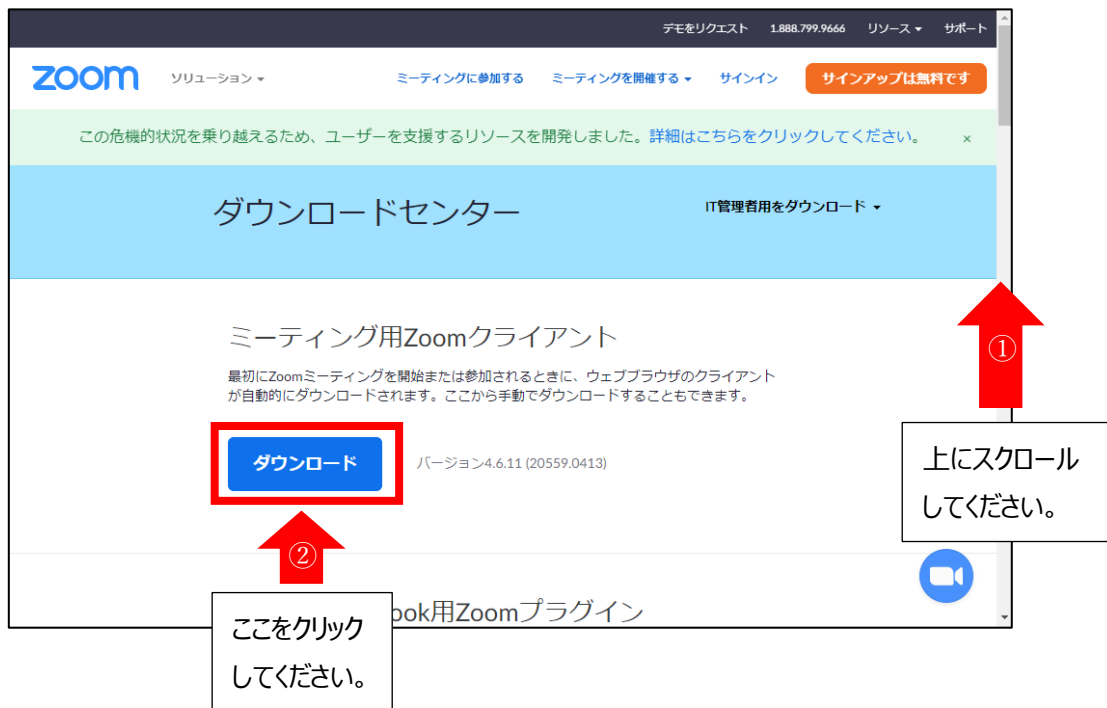 デモをリクエスト 1.888.799.9666 リソース サポート
zoom ソリューション ミーティングに参加する ミーティングを開催する サインイン サインアップは無料です
この危機的状況を乗り越えるため、ユーザーを支援するリソースを開発しました。詳細はこちらをクリックしてください。 ×
ダウンロードセンター IT管理者用をダウンロード
ミーティング用Zoomクライアント
最初にZoomミーティングを開始または参加されるときに、ウェブブラウザのクライアント
が自動的にダウンロードされます。ここから手動でダウンロードすることもできます。
ダウンロード バージョン4.6.11 (20559.0413)
①
上にスクロール
してください。
②
ook用Zoomプラグイン
ここをクリック
してください。